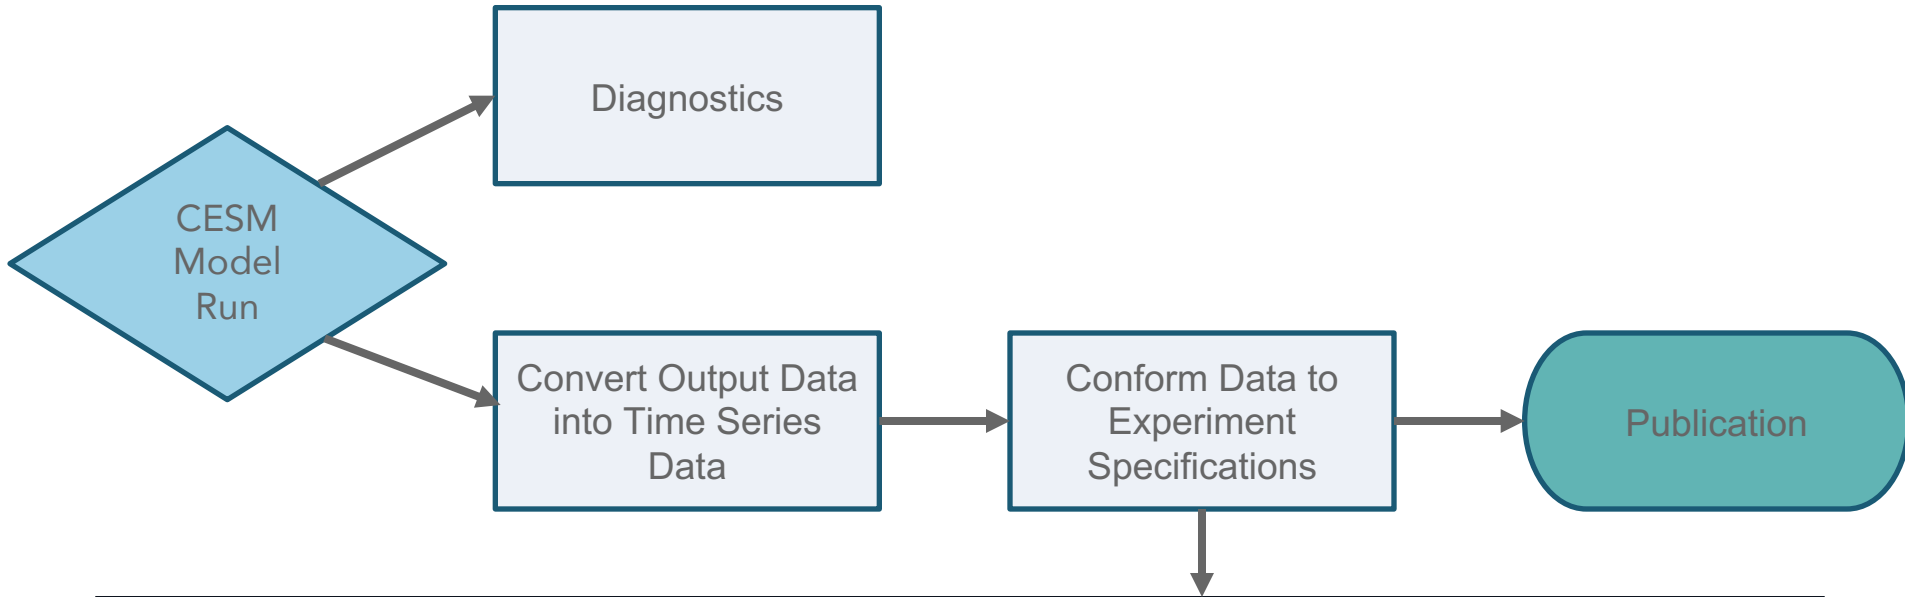 Diagnostics
CESM
Model
Run
Convert Output Data
into Time Series
Data
Conform Data to
Experiment
Specifications
Publication